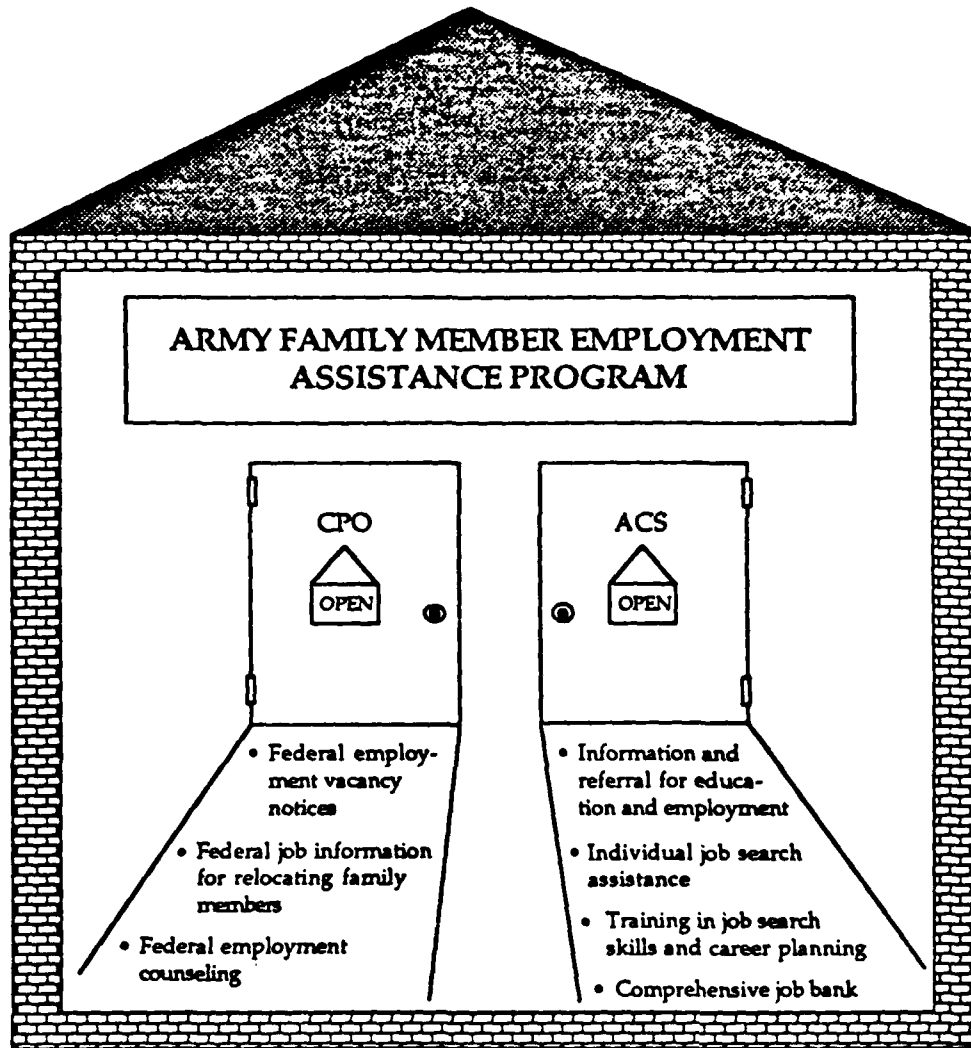 ARMY FAMILY MEMBER EMPLOYMENT
ASSISTANCE PROGRAM
CPO
OPEN
• Federal employ-
ment vacancy
notices
• Federal job information
for relocating family
members
• Federal employment
counseling
ACS
OPEN
• Information and
referral for educa-
tion and employment
• Individual job search
assistance
• Training in job search
skills and career planning
• Comprehensive job bank